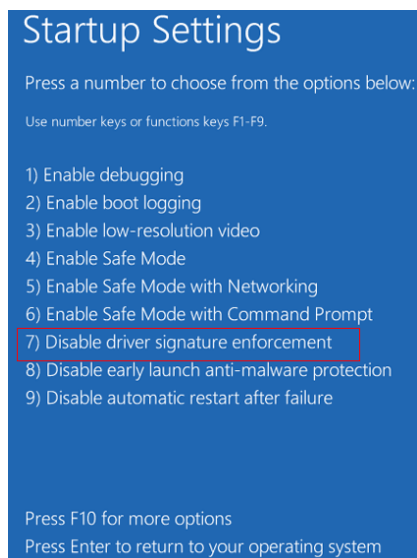 Startup Settings
Press a number to choose from the options below:
Use number keys or functions keys F1-F9.
1) Enable debugging
2) Enable boot logging
3) Enable low-resolution video
4) Enable Safe Mode
5) Enable Safe Mode with Networking
6) Enable Safe Mode with Command Prompt
7) Disable driver signature enforcement
8) Disable early launch anti-malware protection
9) Disable automatic restart after failure
Press F10 for more options
Press Enter to return to your operating system